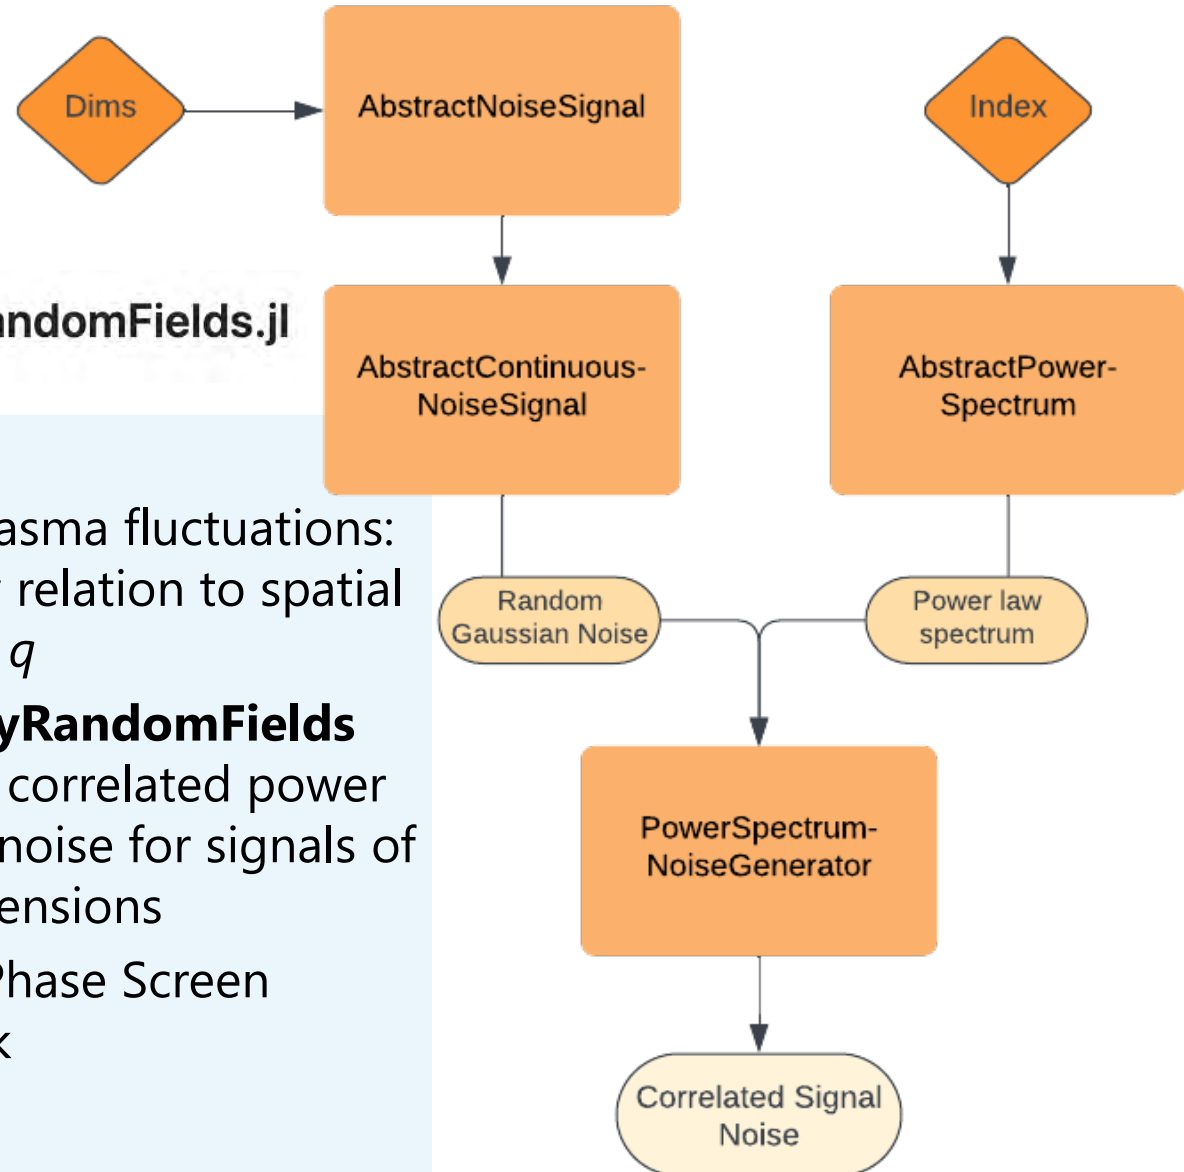 Dims
AbstractNoiseSignal
Index
andomFields.jl
AbstractContinuous-
NoiseSignal
AbstractPower-
Spectrum
asma fluctuations:
relation to spatial
q
yRandomFields
correlated power
noise for signals of
ensions
Phase Screen
k
Random
Gaussian Noise
Power law
spectrum
PowerSpectrum-
NoiseGenerator
Correlated Signal
Noise